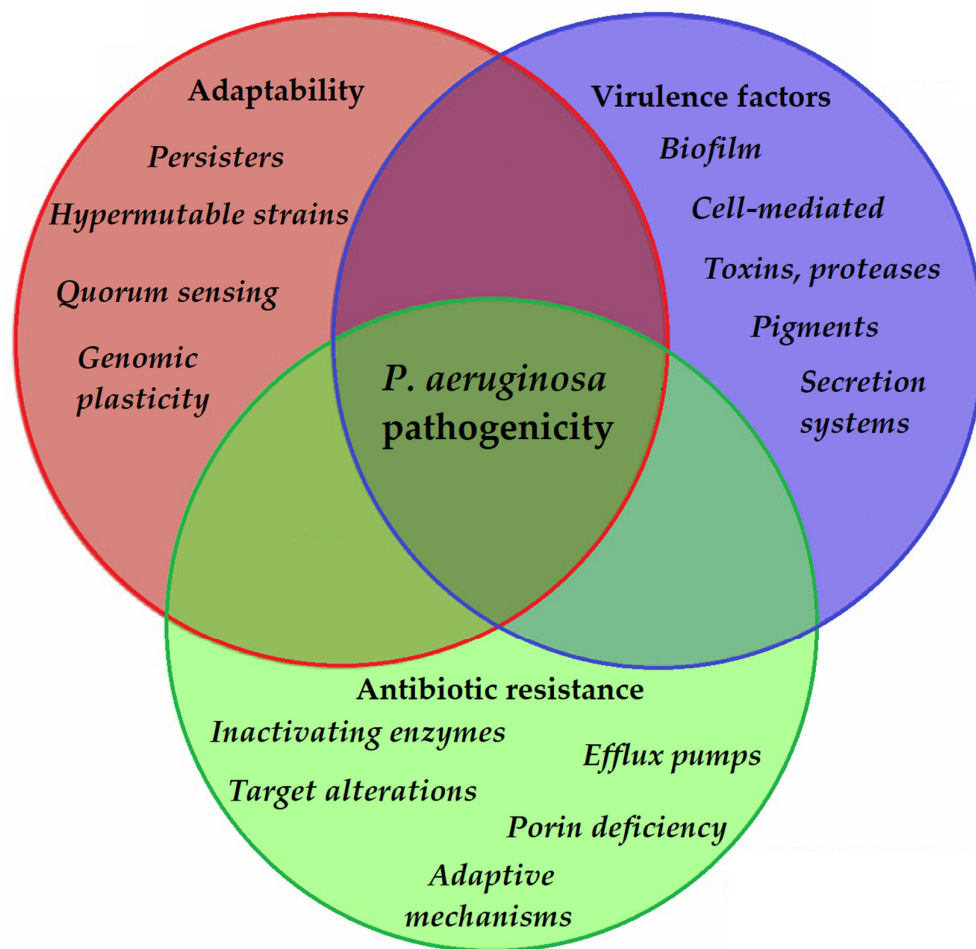 Adaptability
Persisters
Hypermutable strains
Quorum sensing
Genomic
plasticity
Virulence factors
Biofilm
Cell-mediated
Toxins, proteases
Pigments
Secretion
systems
P. aeruginosa
pathogenicity
Antibiotic resistance
Inactivating enzymes
Efflux pumps
Target alterations
Porin deficiency
Adaptive
mechanisms